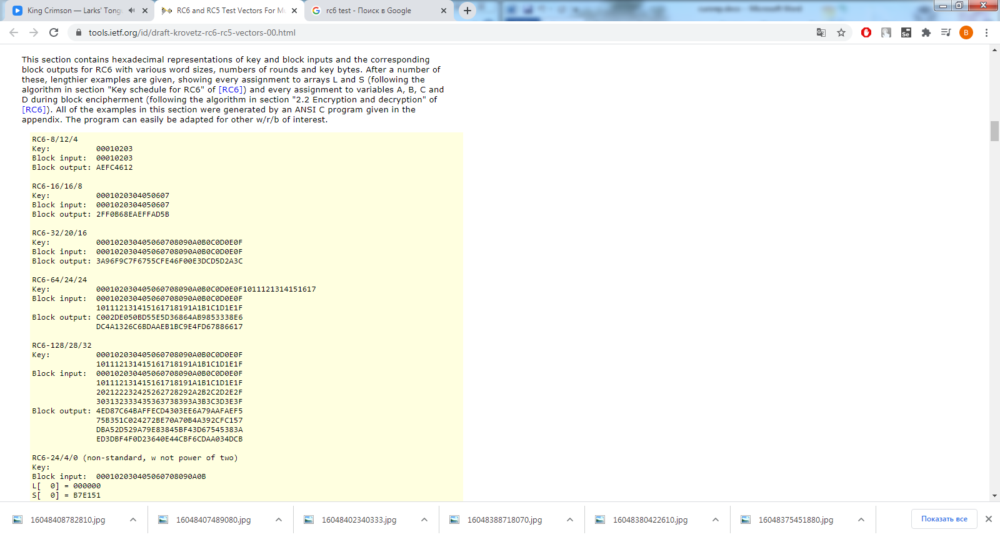 King Crimson — Larks' Tong
RC6 and RC5 Test Vectors For Mu
rc6 test - Поиск в Google
tools.ietf.org/id/draft-krovetz-rc6-rc5-vectors-00.html
Se
B
This section contains hexadecimal representations of key and block inputs and the corresponding
block outputs for RC6 with various word sizes, numbers of rounds and key bytes. After a number of
these, lengthier examples are given, showing every assignment to arrays L and S (following the
algorithm in section "Key schedule for RC6" of [RC6]) and every assignment to variables A, B, C and
D during block encipherment (following the algorithm in section "2.2 Encryption and decryption" of
[RC6]). All of the examples in this section were generated by an ANSI C program given in the
appendix. The program can easily be adapted for other w/r/b of interest.
RC6-8/12/4
Key: 00010203
Block input: 00010203
Block output: AEFC4612
RC6-16/16/8
Key: 0001020304050607
Block input: 0001020304050607
Block output: 2FF0B68EAEFFAD5B
RC6-32/20/16
Key: 000102030405060708090A0B0C0D0E0F
Block input: 000102030405060708090A0B0C0D0E0F
Block output: 3A96F9C7F6755CFE46F00E3DCD5D2A3C
RC6-64/24/24
Key: 000102030405060708090A0B0C0D0E0F1011121314151617
Block input: 000102030405060708090A0B0C0D0E0F
101112131415161718191A1B1C1D1E1F
Block output: C002DE050BD55E5D36864AB9853338E6
DC4A1326C6BDAAEB1BC9E4FD67886617
RC6-128/28/32
Key: 000102030405060708090A0B0C0D0E0F
101112131415161718191A1B1C1D1E1F
Block input: 000102030405060708090A0B0C0D0E0F
101112131415161718191A1B1C1D1E1F
202122232425262728292A2B2C2D2E2F
303132333435363738393A3B3C3D3E3F
Block output: 4ED87C64BAFFECD4303EE6A79AAFAEF5
75B351C024272BE70A70B4A392CFC157
DBA52D529A79E83845BF43D67545383A
ED3DBF4F0D23640E44CBF6CDAA034DCB
RC6-24/4/0 (non-standard, w not power of two)
Key:
Block input: 000102030405060708090A0B
L[ 0] = 000000
S[ 0] = B7E151
16048408782810.jpg
16048407489080.jpg
16048402340333.jpg
16048388718070.jpg
16048380422610.jpg
16048375451880.jpg
Показать все